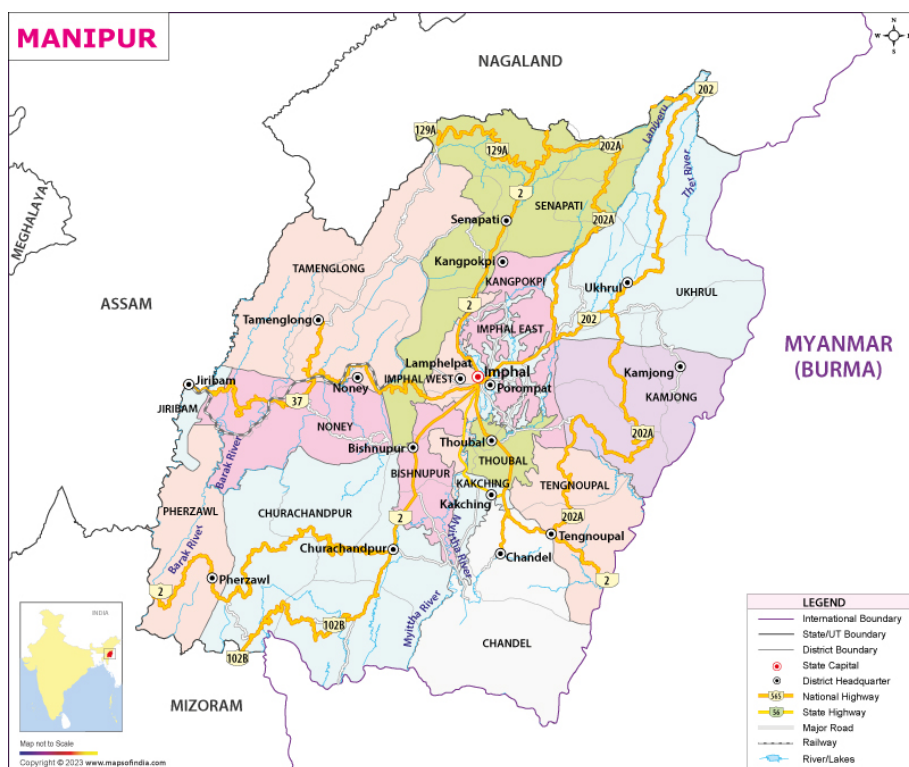 MANIPUR
N
W
S
NAGALAND
202
129A
Laniyeru
129A
202A
Thet River
2
SENAPATI
Senapati
202A
MEGHALAYA
Kangpokpi
KANGPOKPI
TAMENGLONG
Ukhrul
UKHRUL
ASSAM
2
Tamenglong
202
IMPHAL EAST
MYANMAR
(BURMA)
Lamphelpat
Imphal
Kamjong
Jiribam
Noney
IMPHAL WEST
Porompat
JIRIBAM
37
KAMJONG
NONEY
202A
Bishnupur
Thoubal
Barak River
THOUBAL
BISHNUPUR
TENGNOUPAL
KAKCHING
PHERZAWL
CHURACHANDPUR
Kakching
2
202A
Myittha River
Tengnoupal
Barak River
Churachandpur
Chandel
Pherzawl
2
2
Myittha River
102B
CHANDEL
102B
MIZORAM
INDIA
Map not to Scale
Copyright © 2023 www.mapsofindia.com
LEGEND
International Boundary
State/UT Boundary
District Boundary
State Capital
District Headquarter
545 National Highway
56 State Highway
Major Road
Railway
River/Lakes